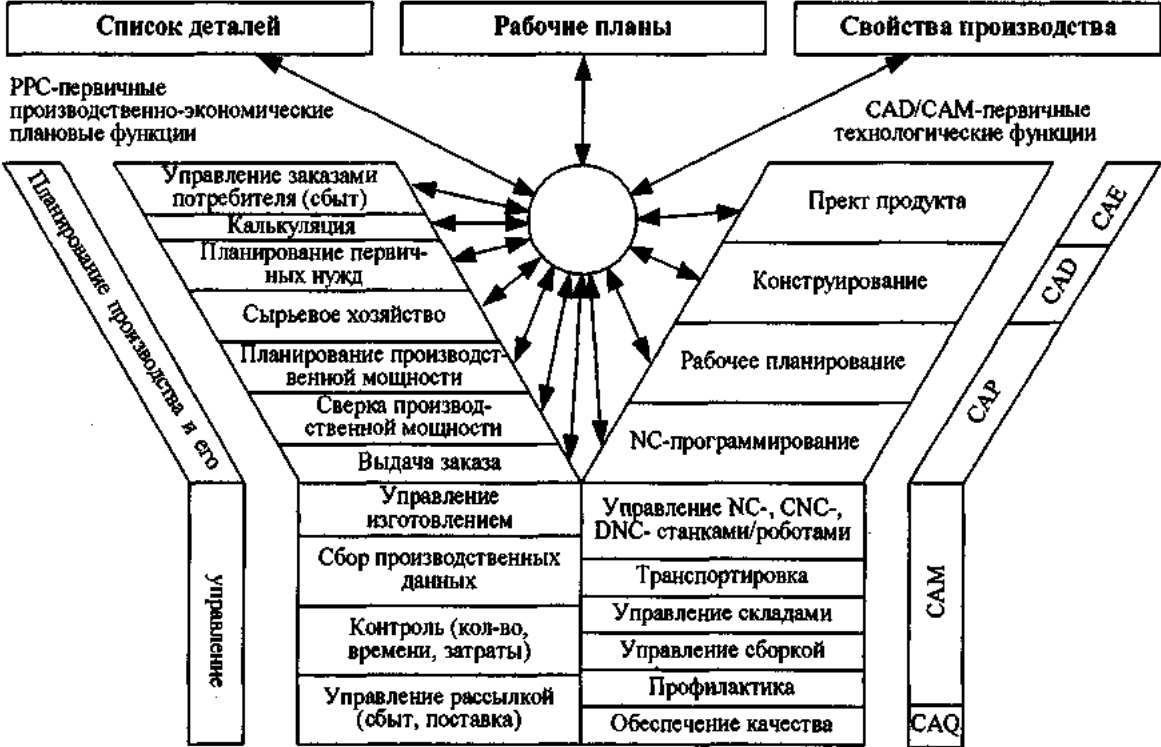 Список деталей
Рабочие планы
Свойства производства
PPC-первичные
производственно-экономические
плановые функции
CAD/CAM-первичные
технологические функции
Планирование производства и его
управление
Управление заказами
потребителя (сбыт)
Калькуляция
Планирование первич-
ных нужд
Сырьевое хозяйство
Планирование производст-
венной мощности
Сверка производ-
ственной мощности
Выдача заказа
Управление
изготовлением
Сбор производственных
данных
Контроль (кол-во,
времени, затраты)
Управление рассылкой
(сбыт, поставка)
Прект продукта
Конструирование
Рабочее планирование
NC-программирование
Управление NC-, CNC-,
DNC- станками/роботами
Транспортировка
Управление складами
Управление сборкой
Профилактика
Обеспечение качества
CAE
CAD
CAP
CAM
CAQ